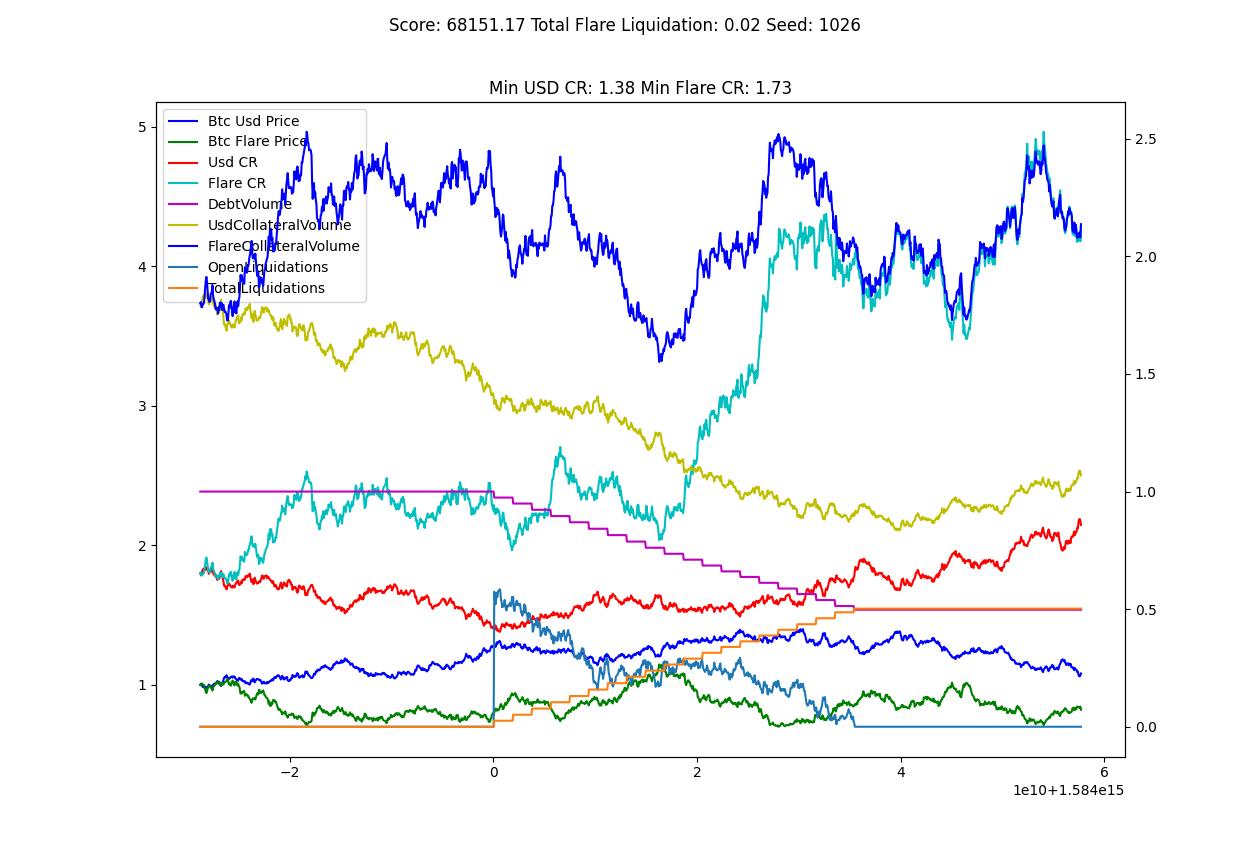 Score: 68151.17 Total Flare Liquidation: 0.02 Seed: 1026
Min USD CR: 1.38 Min Flare CR: 1.73
Btc Usd Price
Btc Flare Price
Usd CR
Flare CR
DebtVolume
UsdCollateralVolume
FlareCollateralVolume
OpenLiquidations
TotalLiquidations
5
4
3
2
1
2.5
2.0
1.5
1.0
0.5
0.0
−2 0 2 4 6
1e10+1.584e15